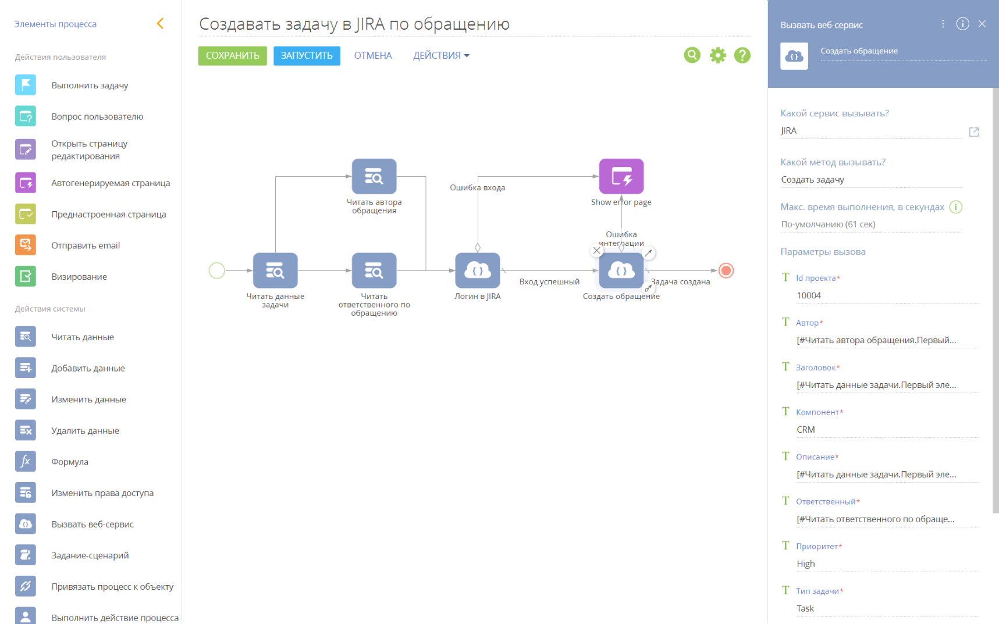 Элементы процесса
Действия пользователя
Выполнить задачу
Вопрос пользователю
Открыть страницу
редактирования
Автогенерируемая страница
Преднастроенная страница
Отправить email
Визирование
Действия системы
Читать данные
Добавить данные
Изменить данные
Удалить данные
Формула
Изменить права доступа
Вызвать веб-сервис
Задание-сценарий
Привязать процесс к объекту
Выполнить действие процесса
Создавать задачу в JIRA по обращению
СОХРАНИТЬ
ЗАПУСТИТЬ
ОТМЕНА
ДЕЙСТВИЯ
Читать автора
обращения
Ошибка входа
Show error page
Ошибка
интеграции
Читать данные
задачи
Читать
ответственного по
обращению
Логин в JIRA
Вход успешный
Создать обращение
Задача создана
Вызвать веб-сервис
Создать обращение
Какой сервис вызывать?
JIRA
Какой метод вызывать?
Создать задачу
Макс. время выполнения, в секундах
По-умолчанию (61 сек)
Параметры вызова
T Id проекта*
10004
T Автор*
[#Читать автора обращения.Первый...
T Заголовок*
[#Читать данные задачи.Первый эле...
T Компонент*
CRM
T Описание*
[#Читать данные задачи.Первый эле...
T Ответственный*
[#Читать ответственного по обраще...
T Приоритет*
High
T Тип задачи*
Task